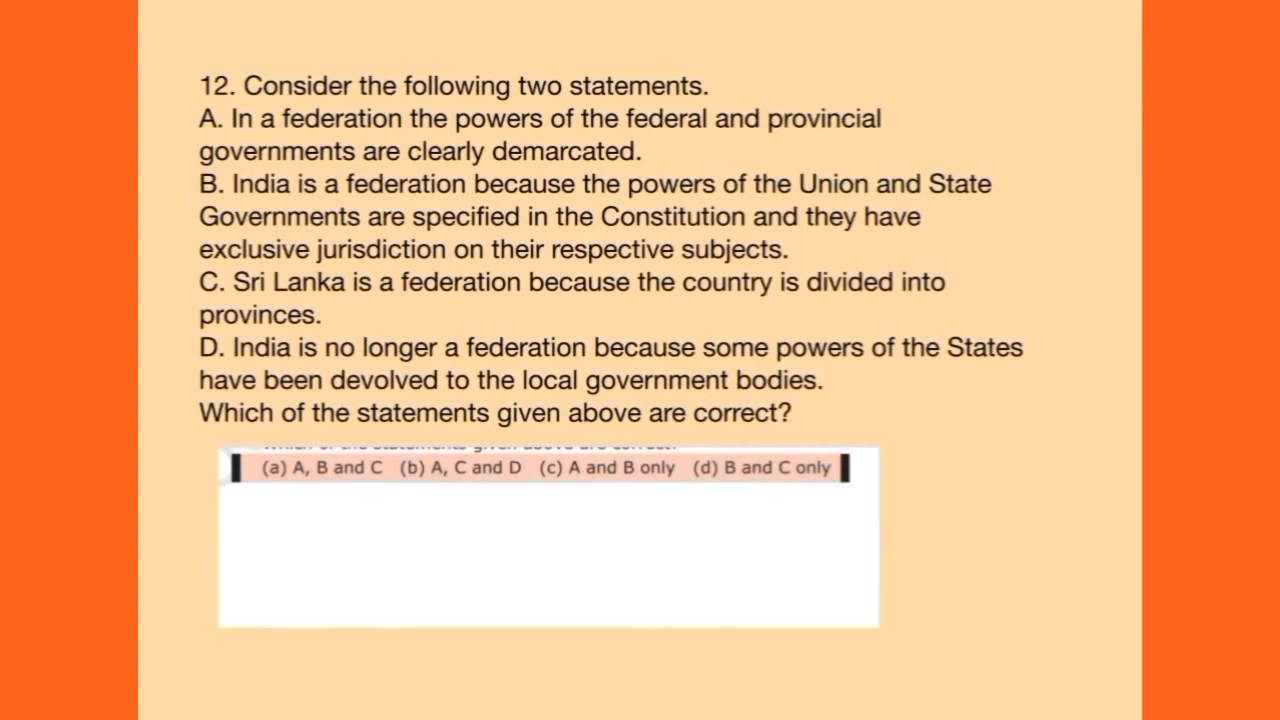 12. Consider the following two statements.
A. In a federation the powers of the federal and provincial
governments are clearly demarcated.
B. India is a federation because the powers of the Union and State
Governments are specified in the Constitution and they have
exclusive jurisdiction on their respective subjects.
C. Sri Lanka is a federation because the country is divided into
provinces.
D. India is no longer a federation because some powers of the States
have been devolved to the local government bodies.
Which of the statements given above are correct?
(a) A, B and C (b) A, C and D (c) A and B only (d) B and C only